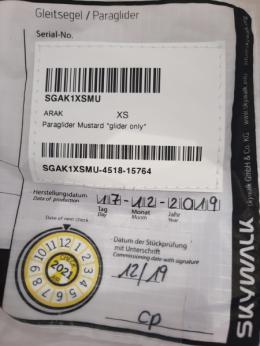 Gleitsegel / Paraglider
Serial-No.
SGAK1XSMU
ARAK XS
Paraglider Mustard "glider only"
SGAK1XSMU-4518-15764
Herstellungsdatum: 17-12-2019
Date of production Tag Monat Jahr
Day Month Year
Date of next check
Datum der Stückprüfung
mit Unterschrift
Commissioning date with signature
12/19
CP
skywalk GmbH & Co. KG
SKYWALK